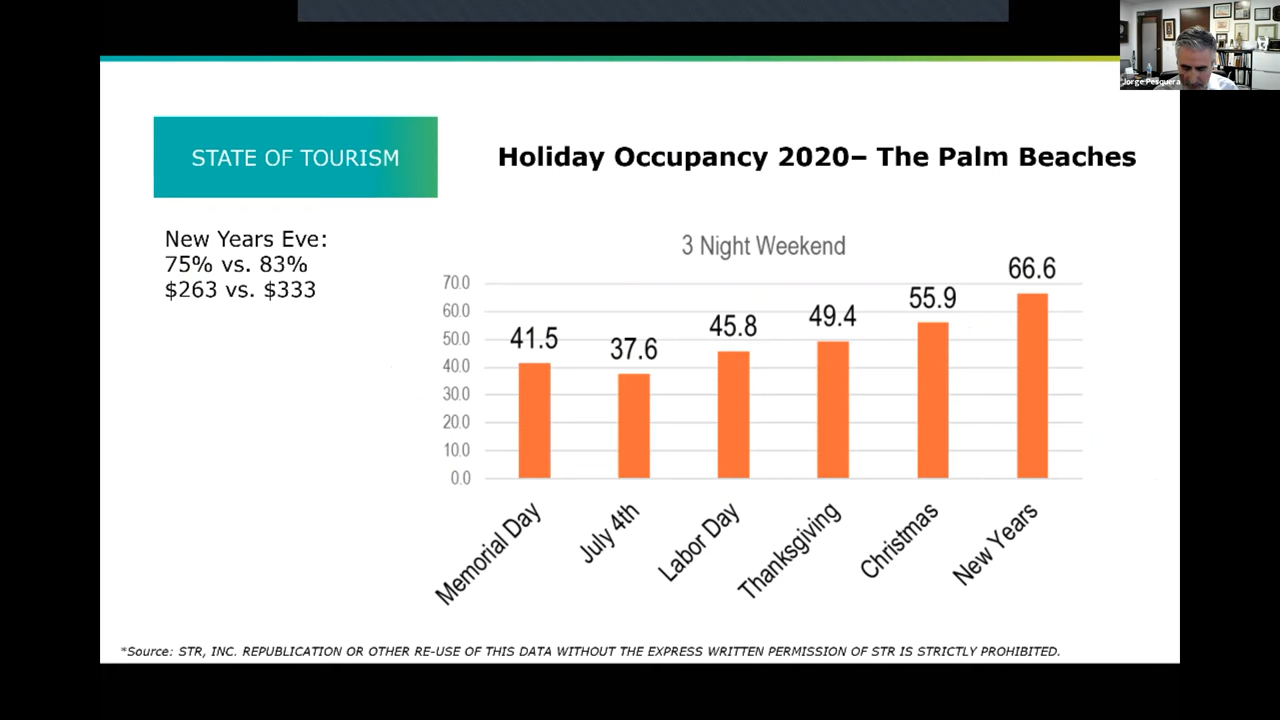 Jorge Pesquera
STATE OF TOURISM
Holiday Occupancy 2020– The Palm Beaches
New Years Eve:
75% vs. 83%
$263 vs. $333
3 Night Weekend
70.0
60.0
50.0
40.0
30.0
20.0
10.0
0.0
41.5
37.6
45.8
49.4
55.9
66.6
Memorial Day
July 4th
Labor Day
Thanksgiving
Christmas
New Years
*Source: STR, INC. REPUBLICATION OR OTHER RE-USE OF THIS DATA WITHOUT THE EXPRESS WRITTEN PERMISSION OF STR IS STRICTLY PROHIBITED.